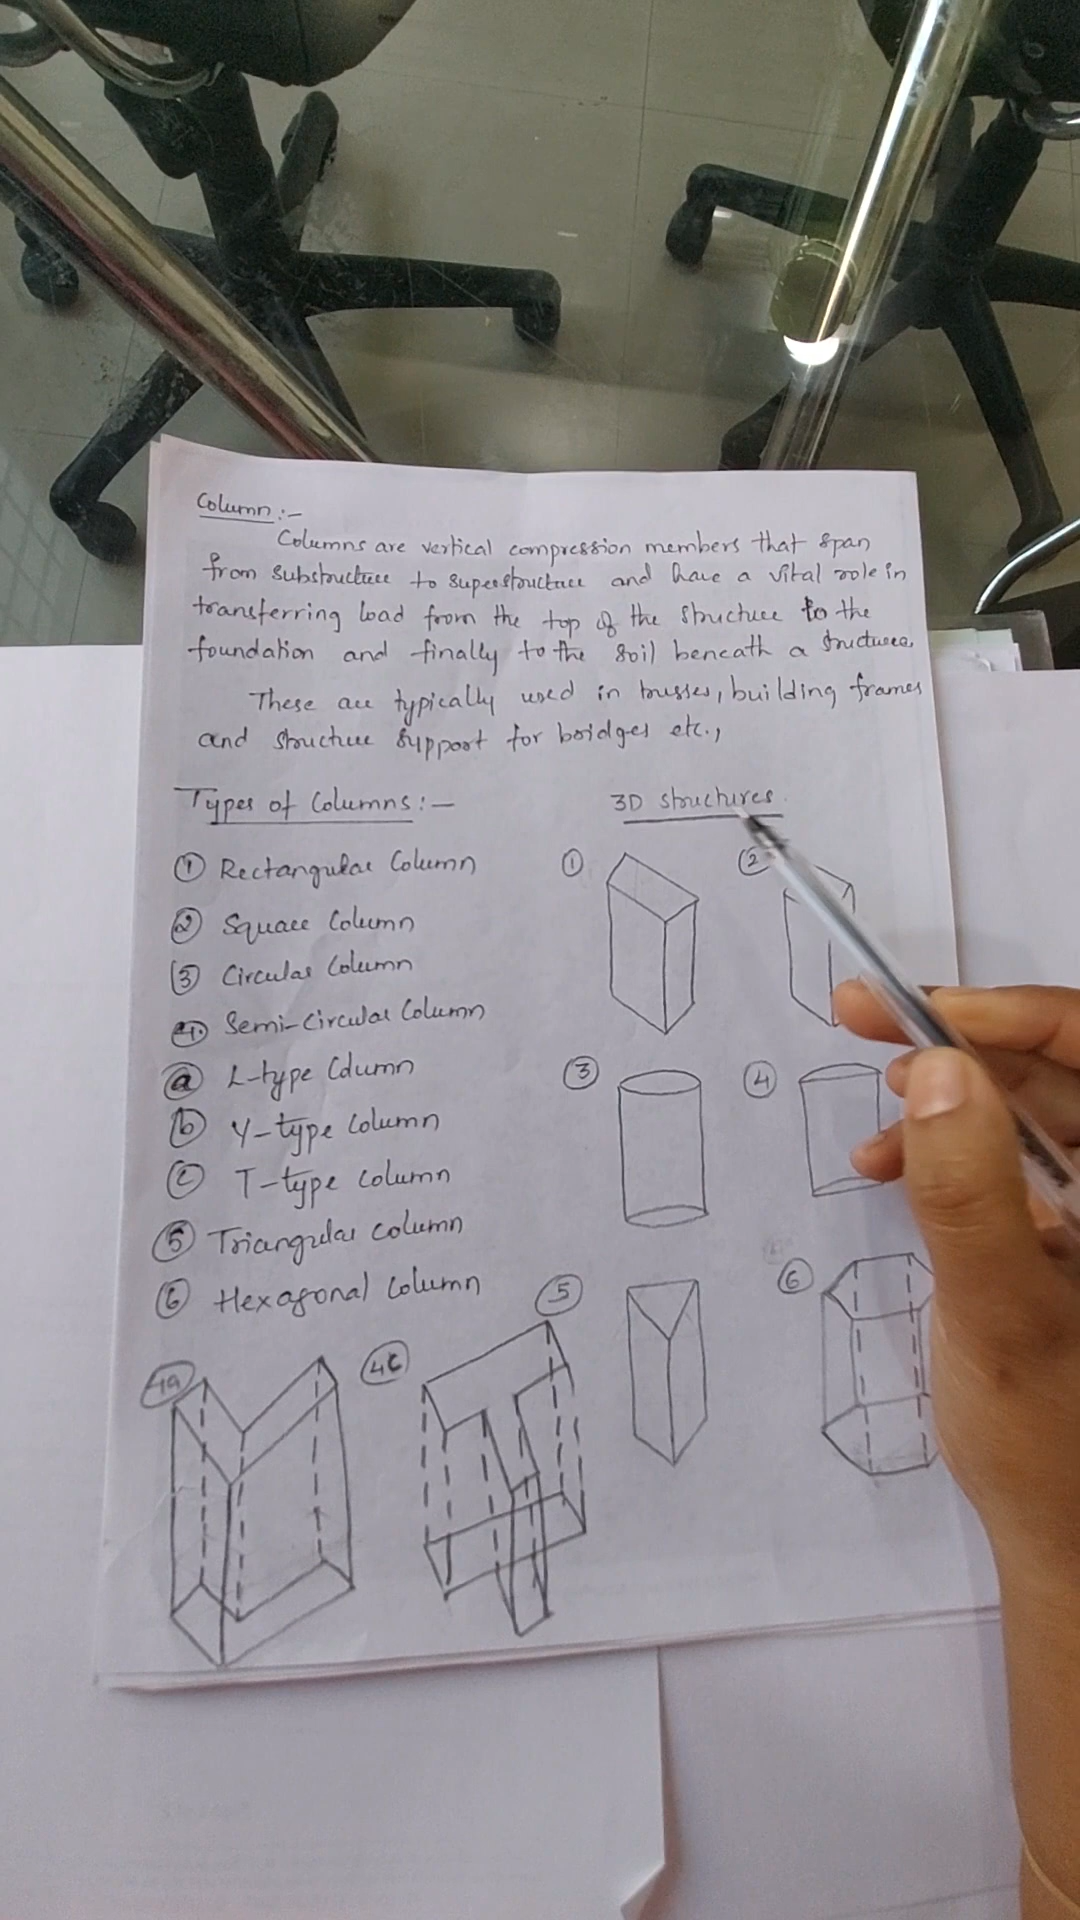 Column:-
Columns are vertical compression members that span
from substructure to superstructure and have a vital role in
transferring load from the top of the structure to the
foundation and finally to the soil beneath a structures.
These are typically used in trusses, building frames
and structure support for bridges etc.,
Types of Columns:-
3D structures.
① Rectangular Column
② Square Column
③ Circular Column
④ Semi-Circular Column
ⓐ L-type Column
ⓑ Y-type Column
ⓒ T-type Column
⑤ Triangular column
⑥ Hexagonal Column
①
②
③
④
⑤
⑥
4a
4c